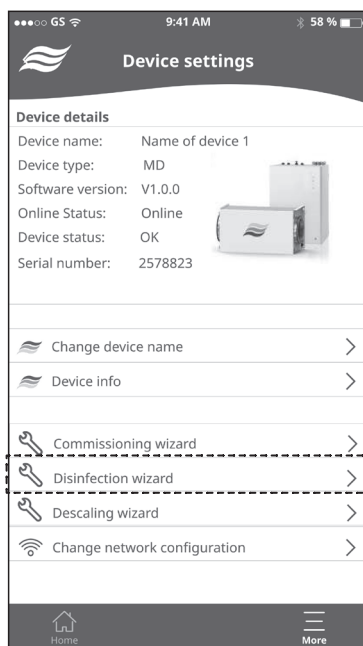 GS 9:41 AM 58 %
Device settings
Device details
Device name: Name of device 1
Device type: MD
Software version: V1.0.0
Online Status: Online
Device status: OK
Serial number: 2578823
Change device name
Device info
Commissioning wizard
Disinfection wizard
Descaling wizard
Change network configuration
Home More